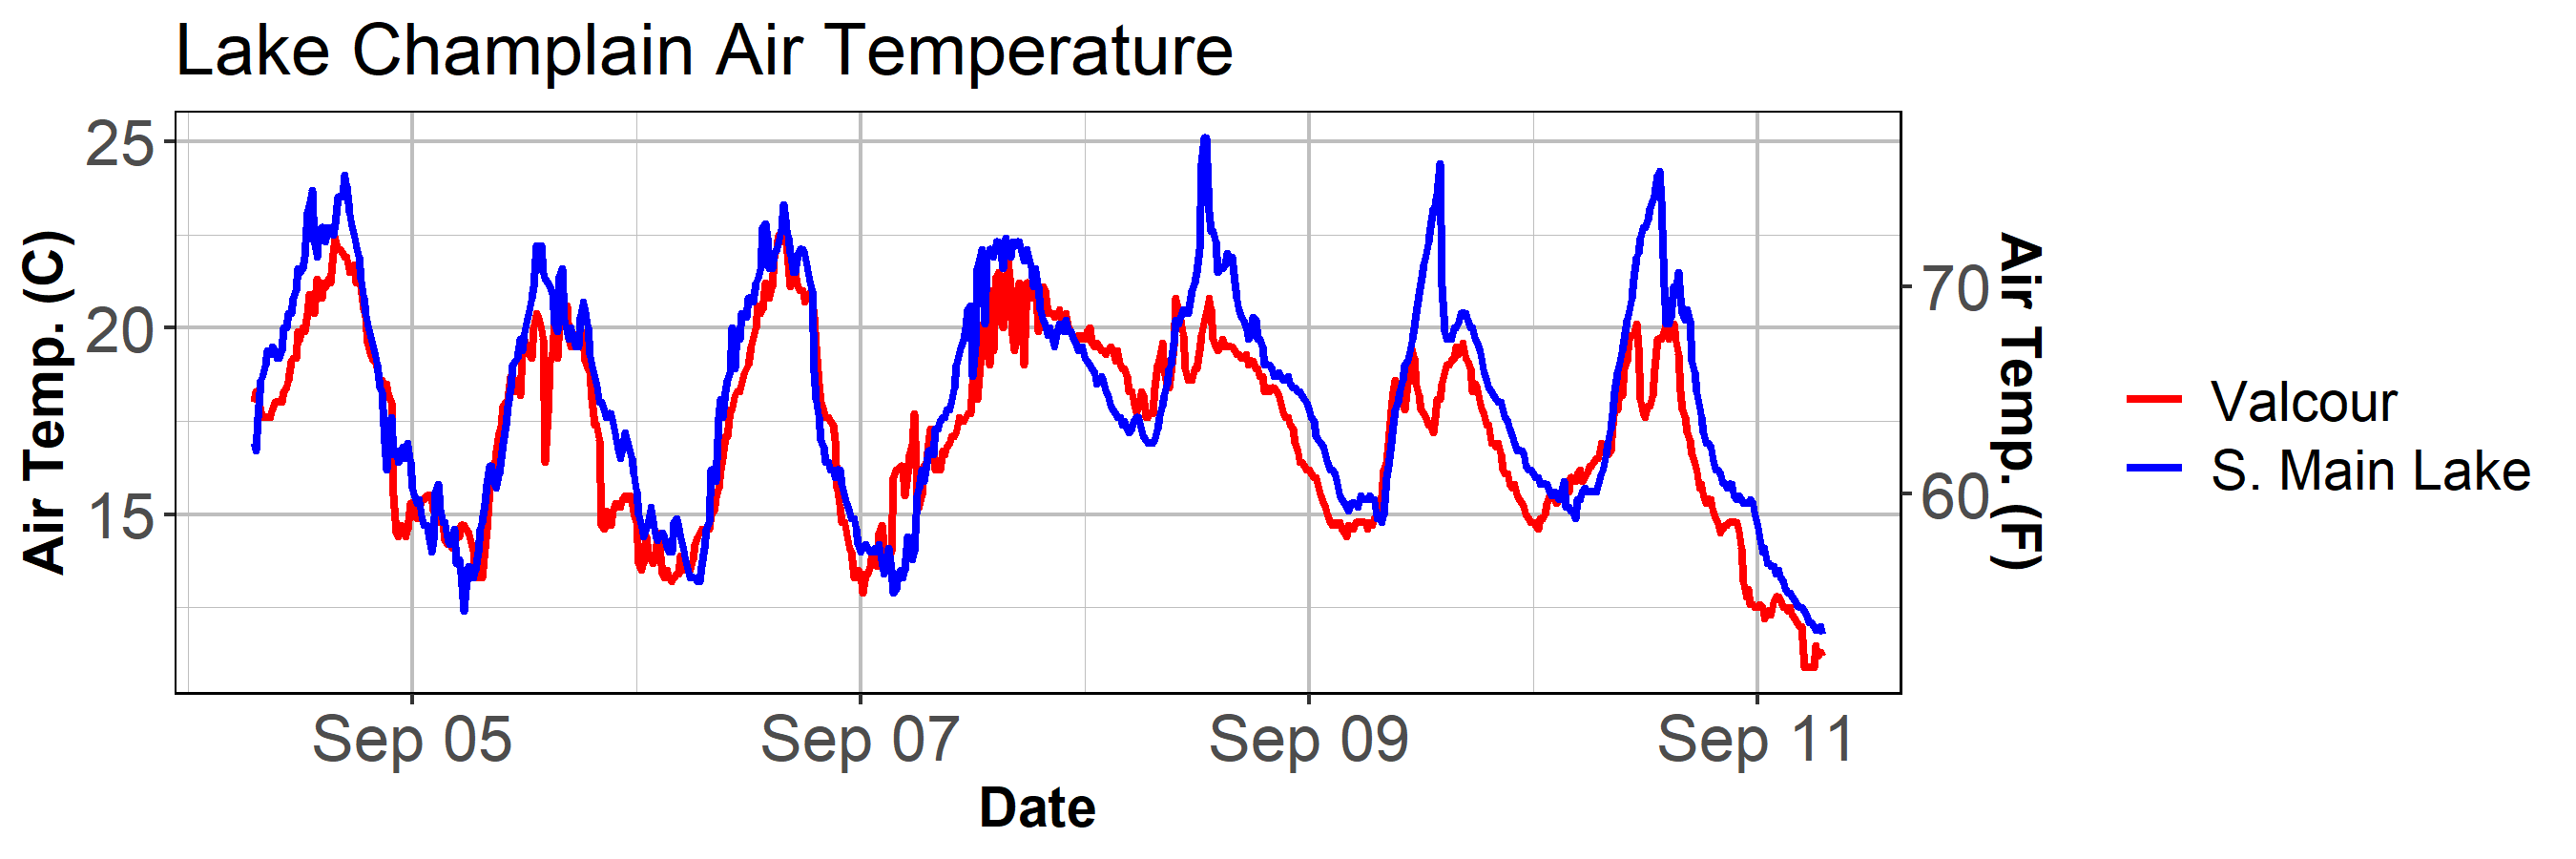 Lake Champlain Air Temperature
25
20
15
Air Temp. (C)
70
60
Air Temp. (F)
Sep 05
Sep 07
Sep 09
Sep 11
Date
Valcour
S. Main Lake